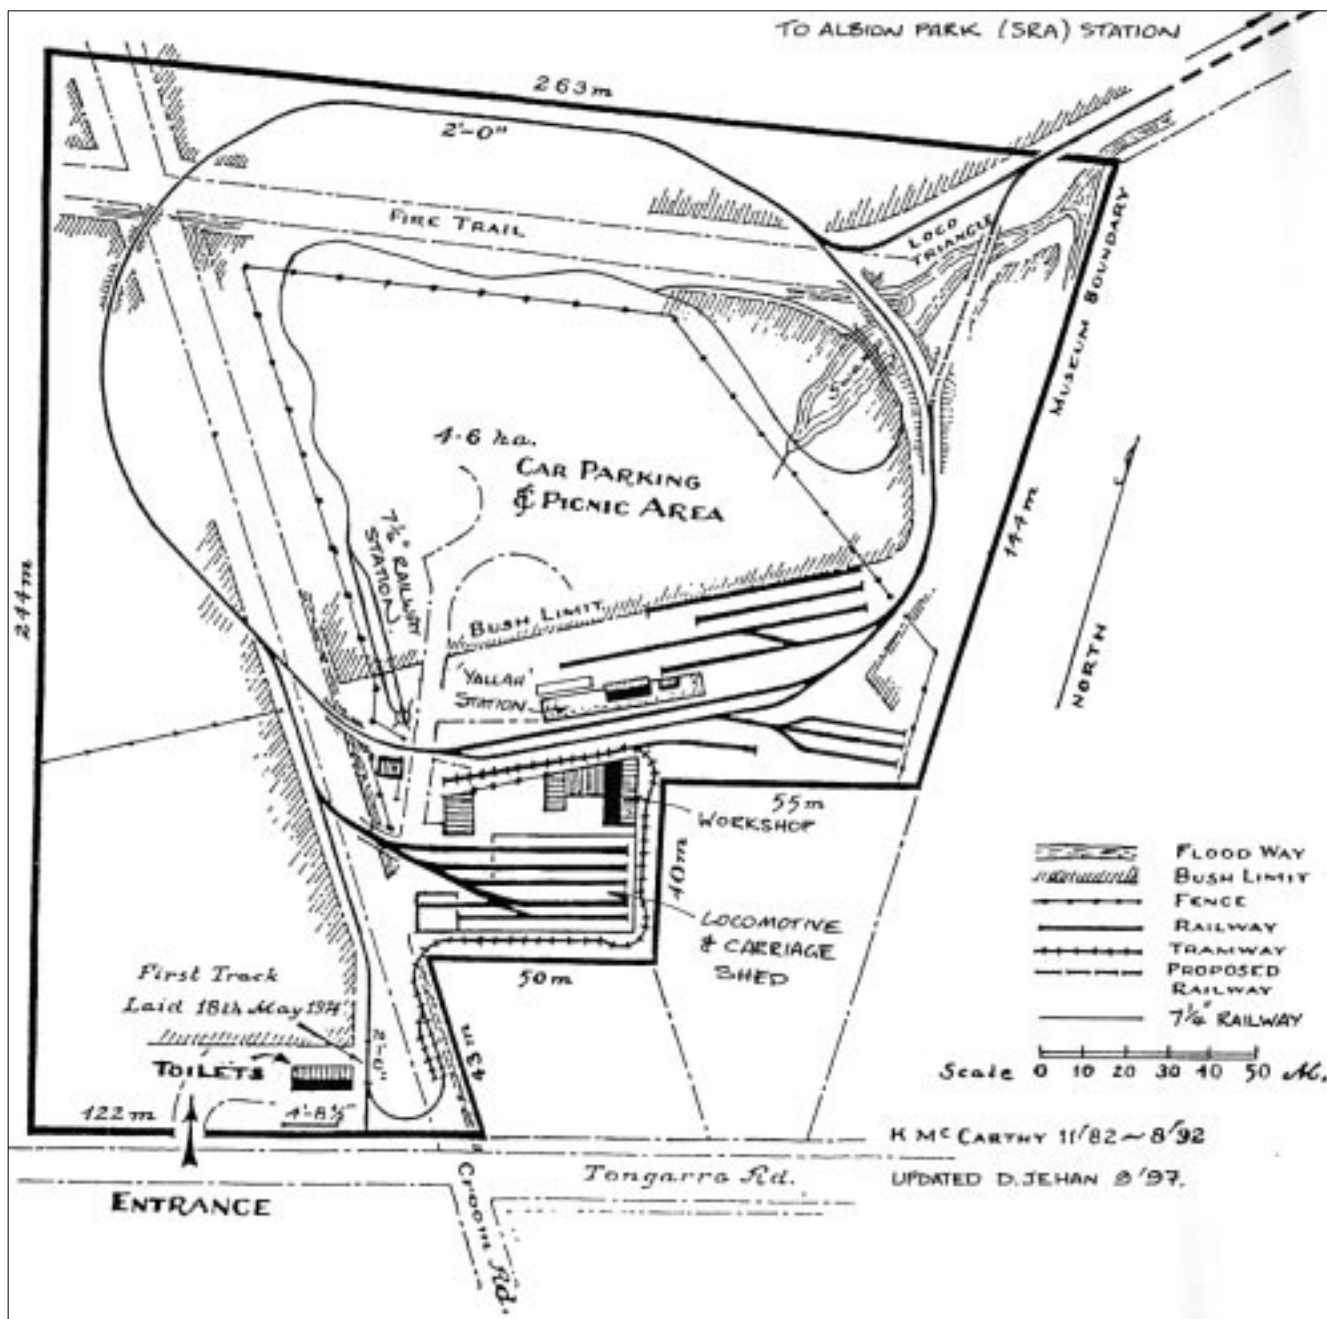 TO ALBION PARK (SRA) STATION
263m
2'-0"
FIRE TRAIL
LOCO
TRIANGLE
MUSEUM BOUNDARY
SWAMP
4.6 ha.
CAR PARKING
& PICNIC AREA
144m
7¼" RAILWAY
STATION.
244m
BUSH LIMIT
'YALLAH'
STATION
NORTH
55m
WORKSHOP
40m
FLOOD WAY
BUSH LIMIT
FENCE
RAILWAY
TRAMWAY
PROPOSED
RAILWAY
7¼" RAILWAY
LOCOMOTIVE
& CARRIAGE
SHED
50m
First Track
Laid 18th May 1974
43 m
2'-0"
TOILETS
Scale 0 10 20 30 40 50 M.
122m
4'-8½"
H MCCARTHY 11/82 ~ 8/92
Tongarra Rd.
UPDATED D. JEHAN 8'97.
ENTRANCE
Croom Rd.